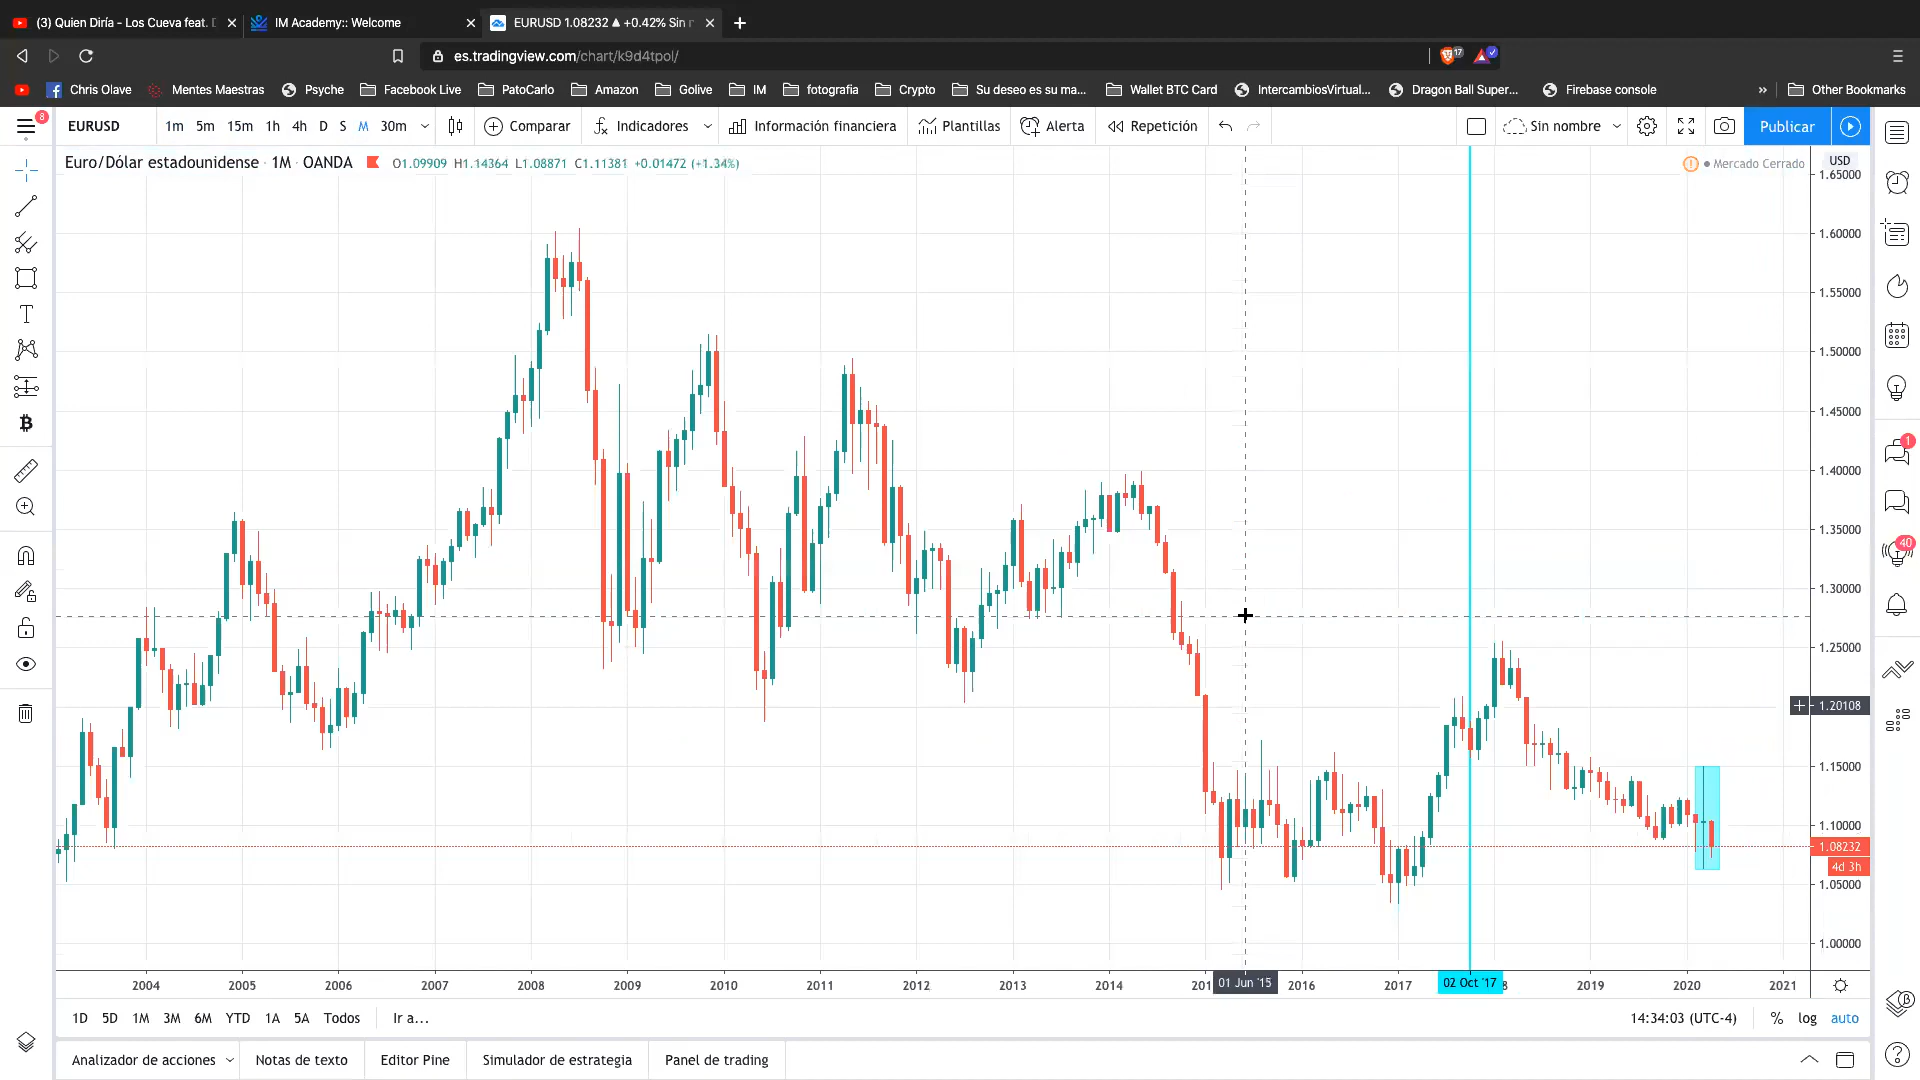 (3) Quien Diría - Los Cueva feat. D
IM Academy:: Welcome
EURUSD 1.08232 ▲ +0.42% Sin n
es.tradingview.com/chart/k9d4tpol/
17
Chris Olave
Mentes Maestras
Psyche
Facebook Live
PatoCarlo
Amazon
Golive
IM
fotografia
Crypto
Su deseo es su ma...
Wallet BTC Card
IntercambiosVirtual...
Dragon Ball Super...
Firebase console
»
Other Bookmarks
8
EURUSD
1m 5m 15m 1h 4h D S M 30m
Comparar
Indicadores
Información financiera
Plantillas
Alerta
Repetición
Sin nombre
Publicar
Euro/Dólar estadounidense · 1M · OANDA
O1.09909 H1.14364 L1.08871 C1.11381 +0.01472 (+1.34%)
Mercado Cerrado
USD
1.65000
1.60000
1.55000
1.50000
1.45000
1.40000
1.35000
1.30000
1.25000
1.20108
1.15000
1.10000
1.08232
4d 3h
1.05000
1.00000
1
40
2004 2005 2006 2007 2008 2009 2010 2011 2012 2013 2014 201 01 Jun '15 2016 2017 02 Oct '17 8 2019 2020 2021
1D 5D 1M 3M 6M YTD 1A 5A Todos Ir a...
14:34:03 (UTC-4) % log auto
Analizador de acciones
Notas de texto
Editor Pine
Simulador de estrategia
Panel de trading